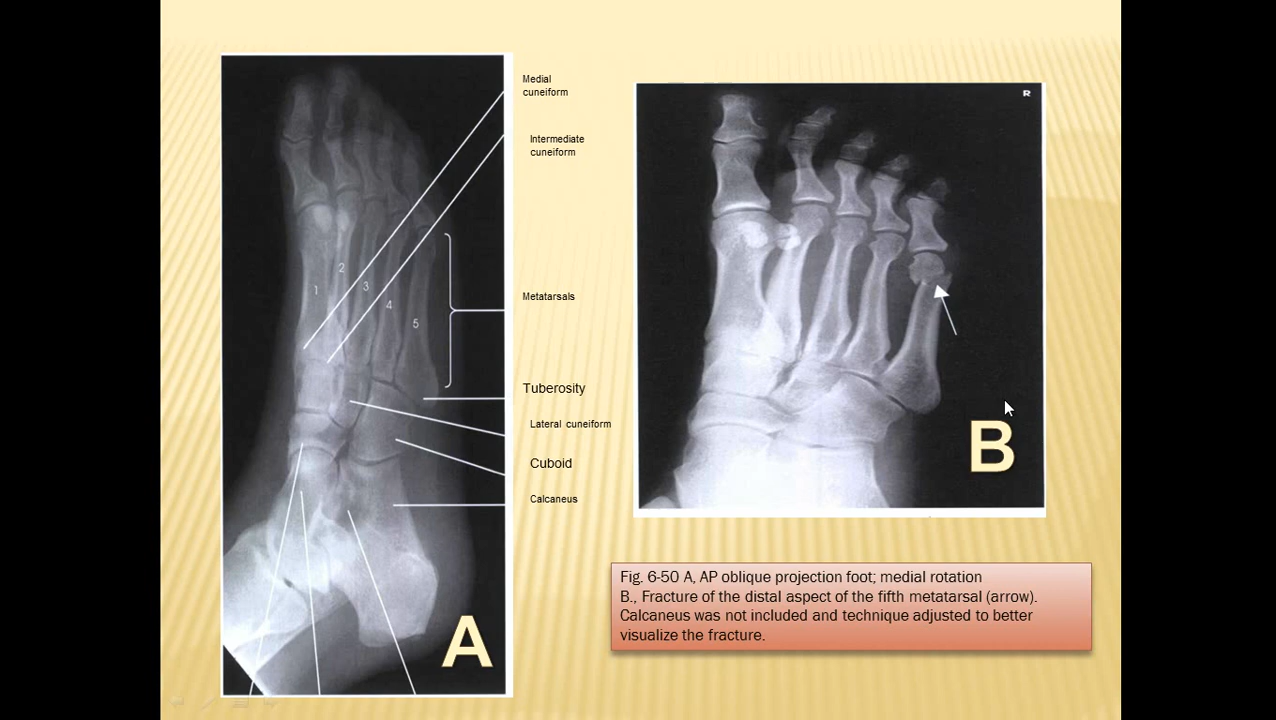 Medial
cuneiform
Intermediate
cuneiform
2
3
1
4
5
Metatarsals
Tuberosity
Lateral cuneiform
Cuboid
Calcaneus
A
R
B
Fig. 6-50 A, AP oblique projection foot; medial rotation
B., Fracture of the distal aspect of the fifth metatarsal (arrow).
Calcaneus was not included and technique adjusted to better
visualize the fracture.